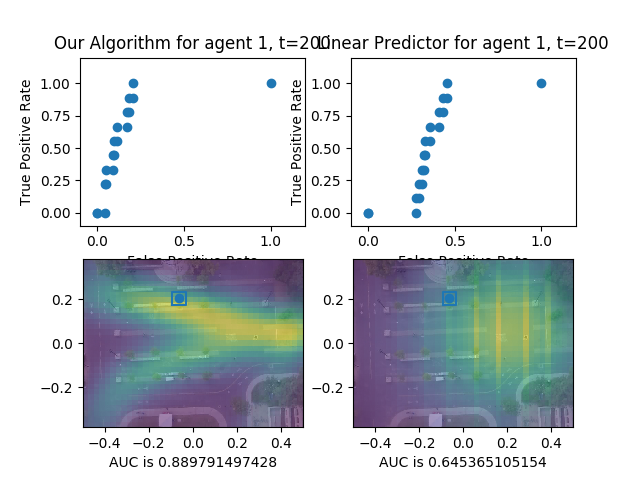 Our Algorithm for agent 1, t=200
Linear Predictor for agent 1, t=200
True Positive Rate
1.00
0.75
0.50
0.25
0.00
0.0 0.5 1.0
False Positive Rate
True Positive Rate
1.00
0.75
0.50
0.25
0.00
0.0 0.5 1.0
False Positive Rate
0.2
0.0
−0.2
−0.4 −0.2 0.0 0.2 0.4
AUC is 0.889791497428
0.2
0.0
−0.2
−0.4 −0.2 0.0 0.2 0.4
AUC is 0.645365105154